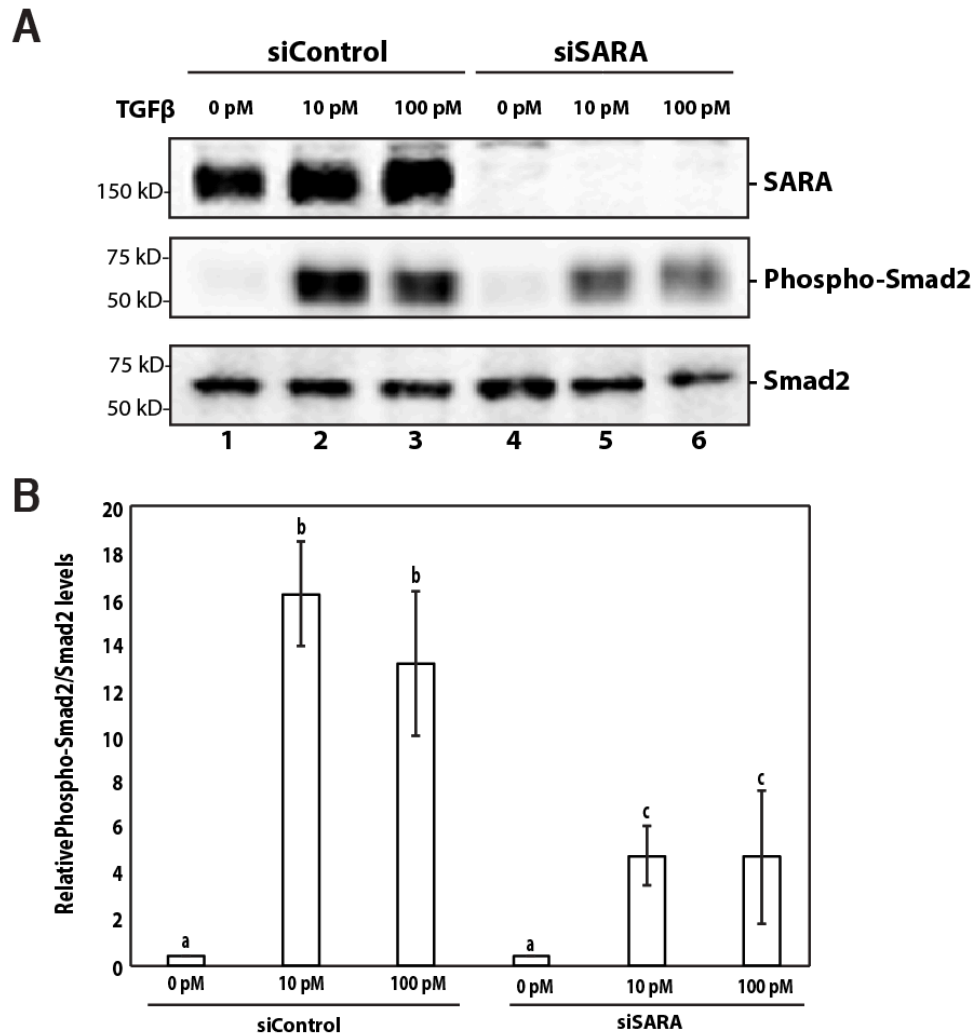 A
siControl siSARA
TGFβ 0 pM 10 pM 100 pM 0 pM 10 pM 100 pM
150 kD SARA
75 kD
50 kD Phospho-Smad2
75 kD
50 kD Smad2
1 2 3 4 5 6
B
RelativePhospho-Smad2/Smad2 levels
20
18
16
14
12
10
8
6
4
2
0
a b b a c c
0 pM 10 pM 100 pM 0 pM 10 pM 100 pM
siControl siSARA